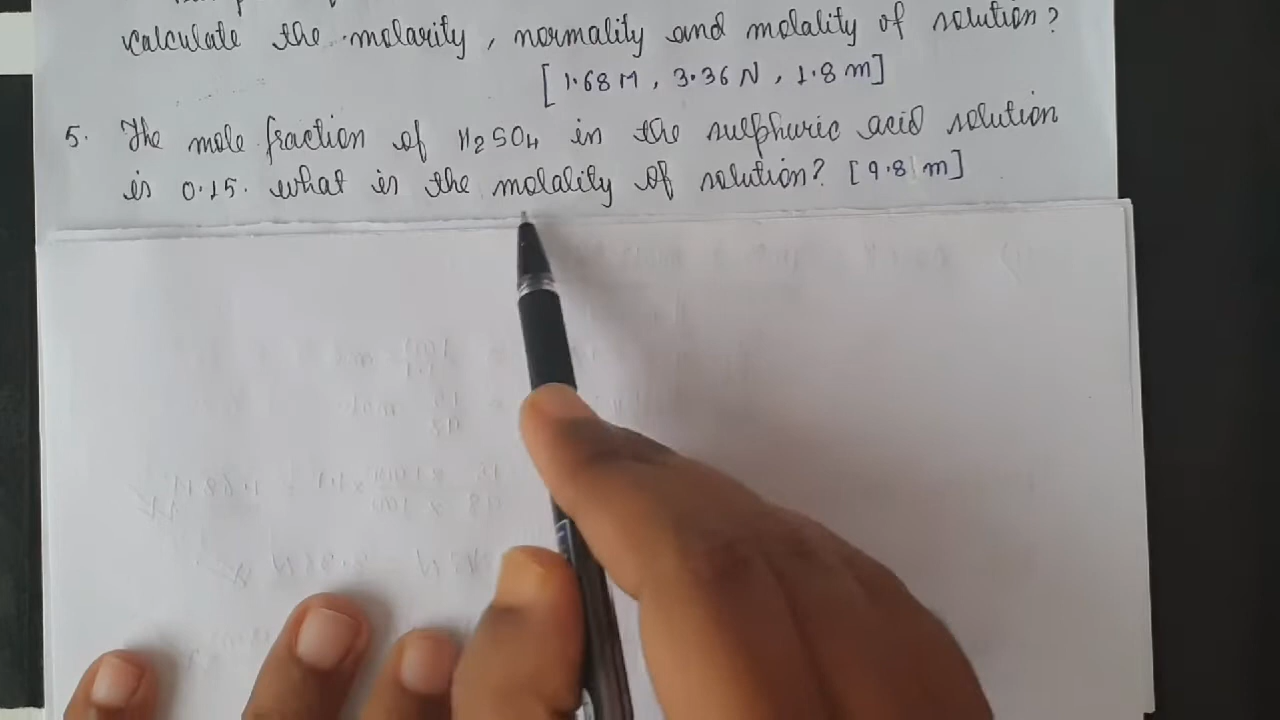 calculate the molarity, normality and molality of solution?
[1.68 M, 3.36 N, 1.8 m]
5. The mole fraction of H2SO4 in the sulphuric acid solution
is 0.15. what is the molality of solution? [9.8 m]